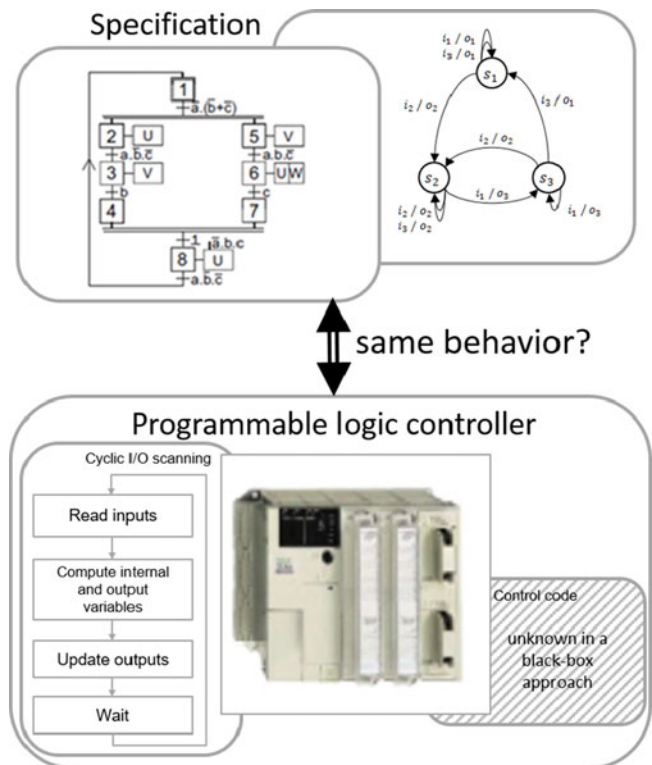 Specification
1
a̅.(b̅+c̅)
2 U
5 V
a.b̅.c̅
a.b.c̅
3 V
6 U W
b
c
4
7
1 a̅.b.c
8 U
a.b̅.c̅
i₁ / o₁
i₃ / o₁
s₁
i₂ / o₂
i₃ / o₁
i₂ / o₂
s₂
s₃
i₁ / o₃
i₂ / o₂
i₃ / o₂
i₁ / o₃
same behavior?
Programmable logic controller
Cyclic I/O scanning
Read inputs
Compute internal
and output
variables
Update outputs
Wait
Control code
unknown in a
black-box
approach